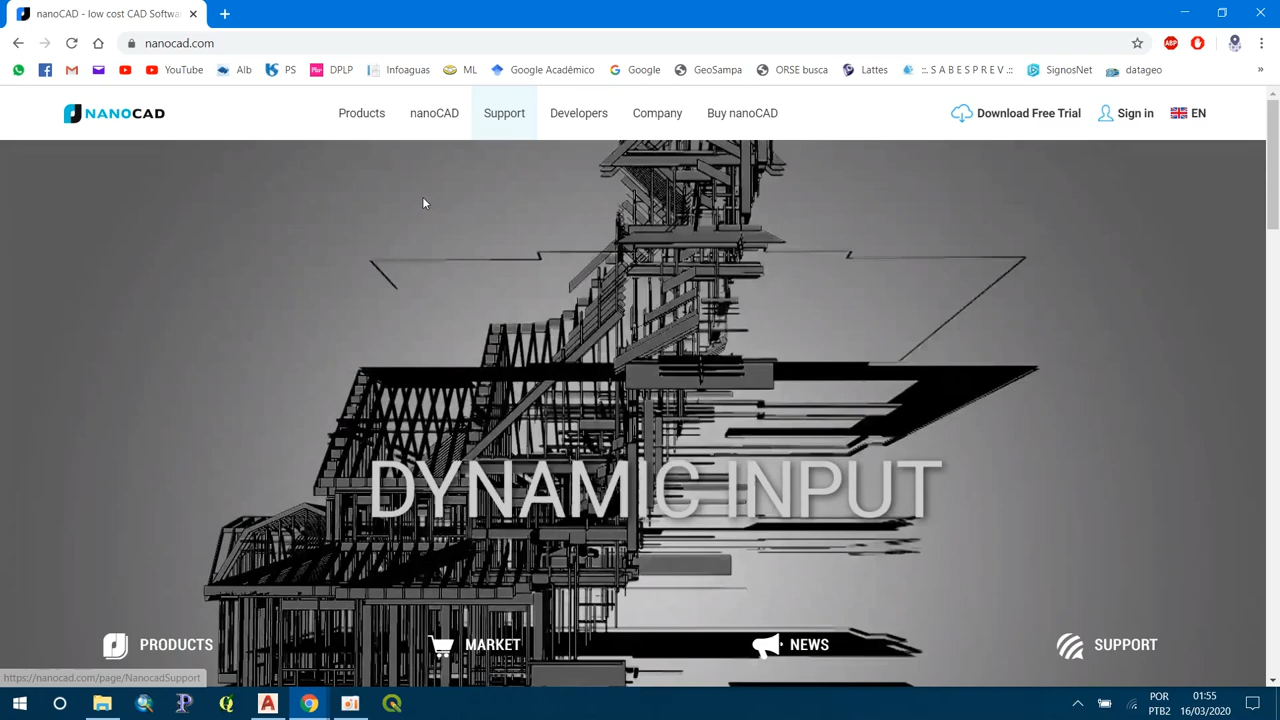 nanoCAD - low cost CAD Softwa
nanocad.com
ABP
YouTube
Alb
PS
Mor
DPLP
Infoaguas
ML
Google Acadêmico
Google
GeoSampa
ORSE busca
Lattes
::. S A B E S P R E V .::
SignosNet
datageo
»
NANOCAD
Products
nanoCAD
Support
Developers
Company
Buy nanoCAD
Download Free Trial
Sign in
EN
DYNAMIC INPUT
PRODUCTS
MARKET
NEWS
SUPPORT
https://nanocad.com/page/NanocadSupport
POR
PTB2
01:55
16/03/2020